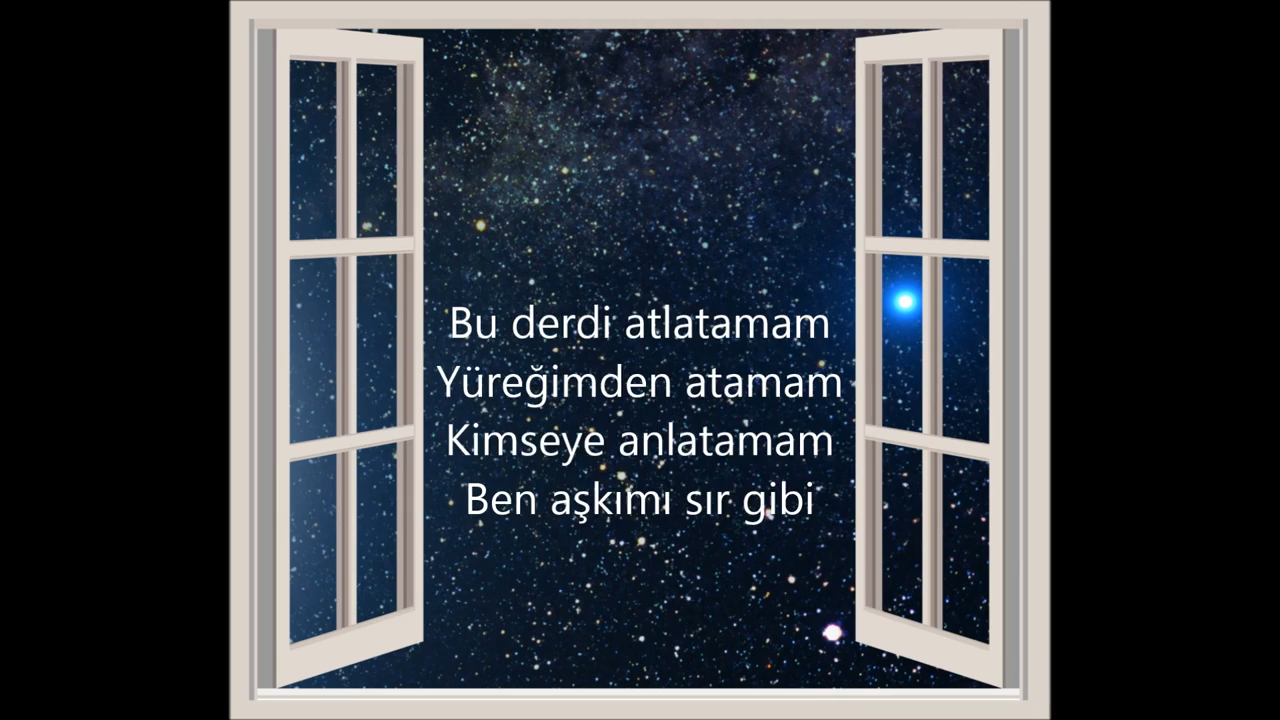 Bu derdi atlatamam
Yüreğimden atamam
Kimseye anlatamam
Ben aşkımı sır gibi